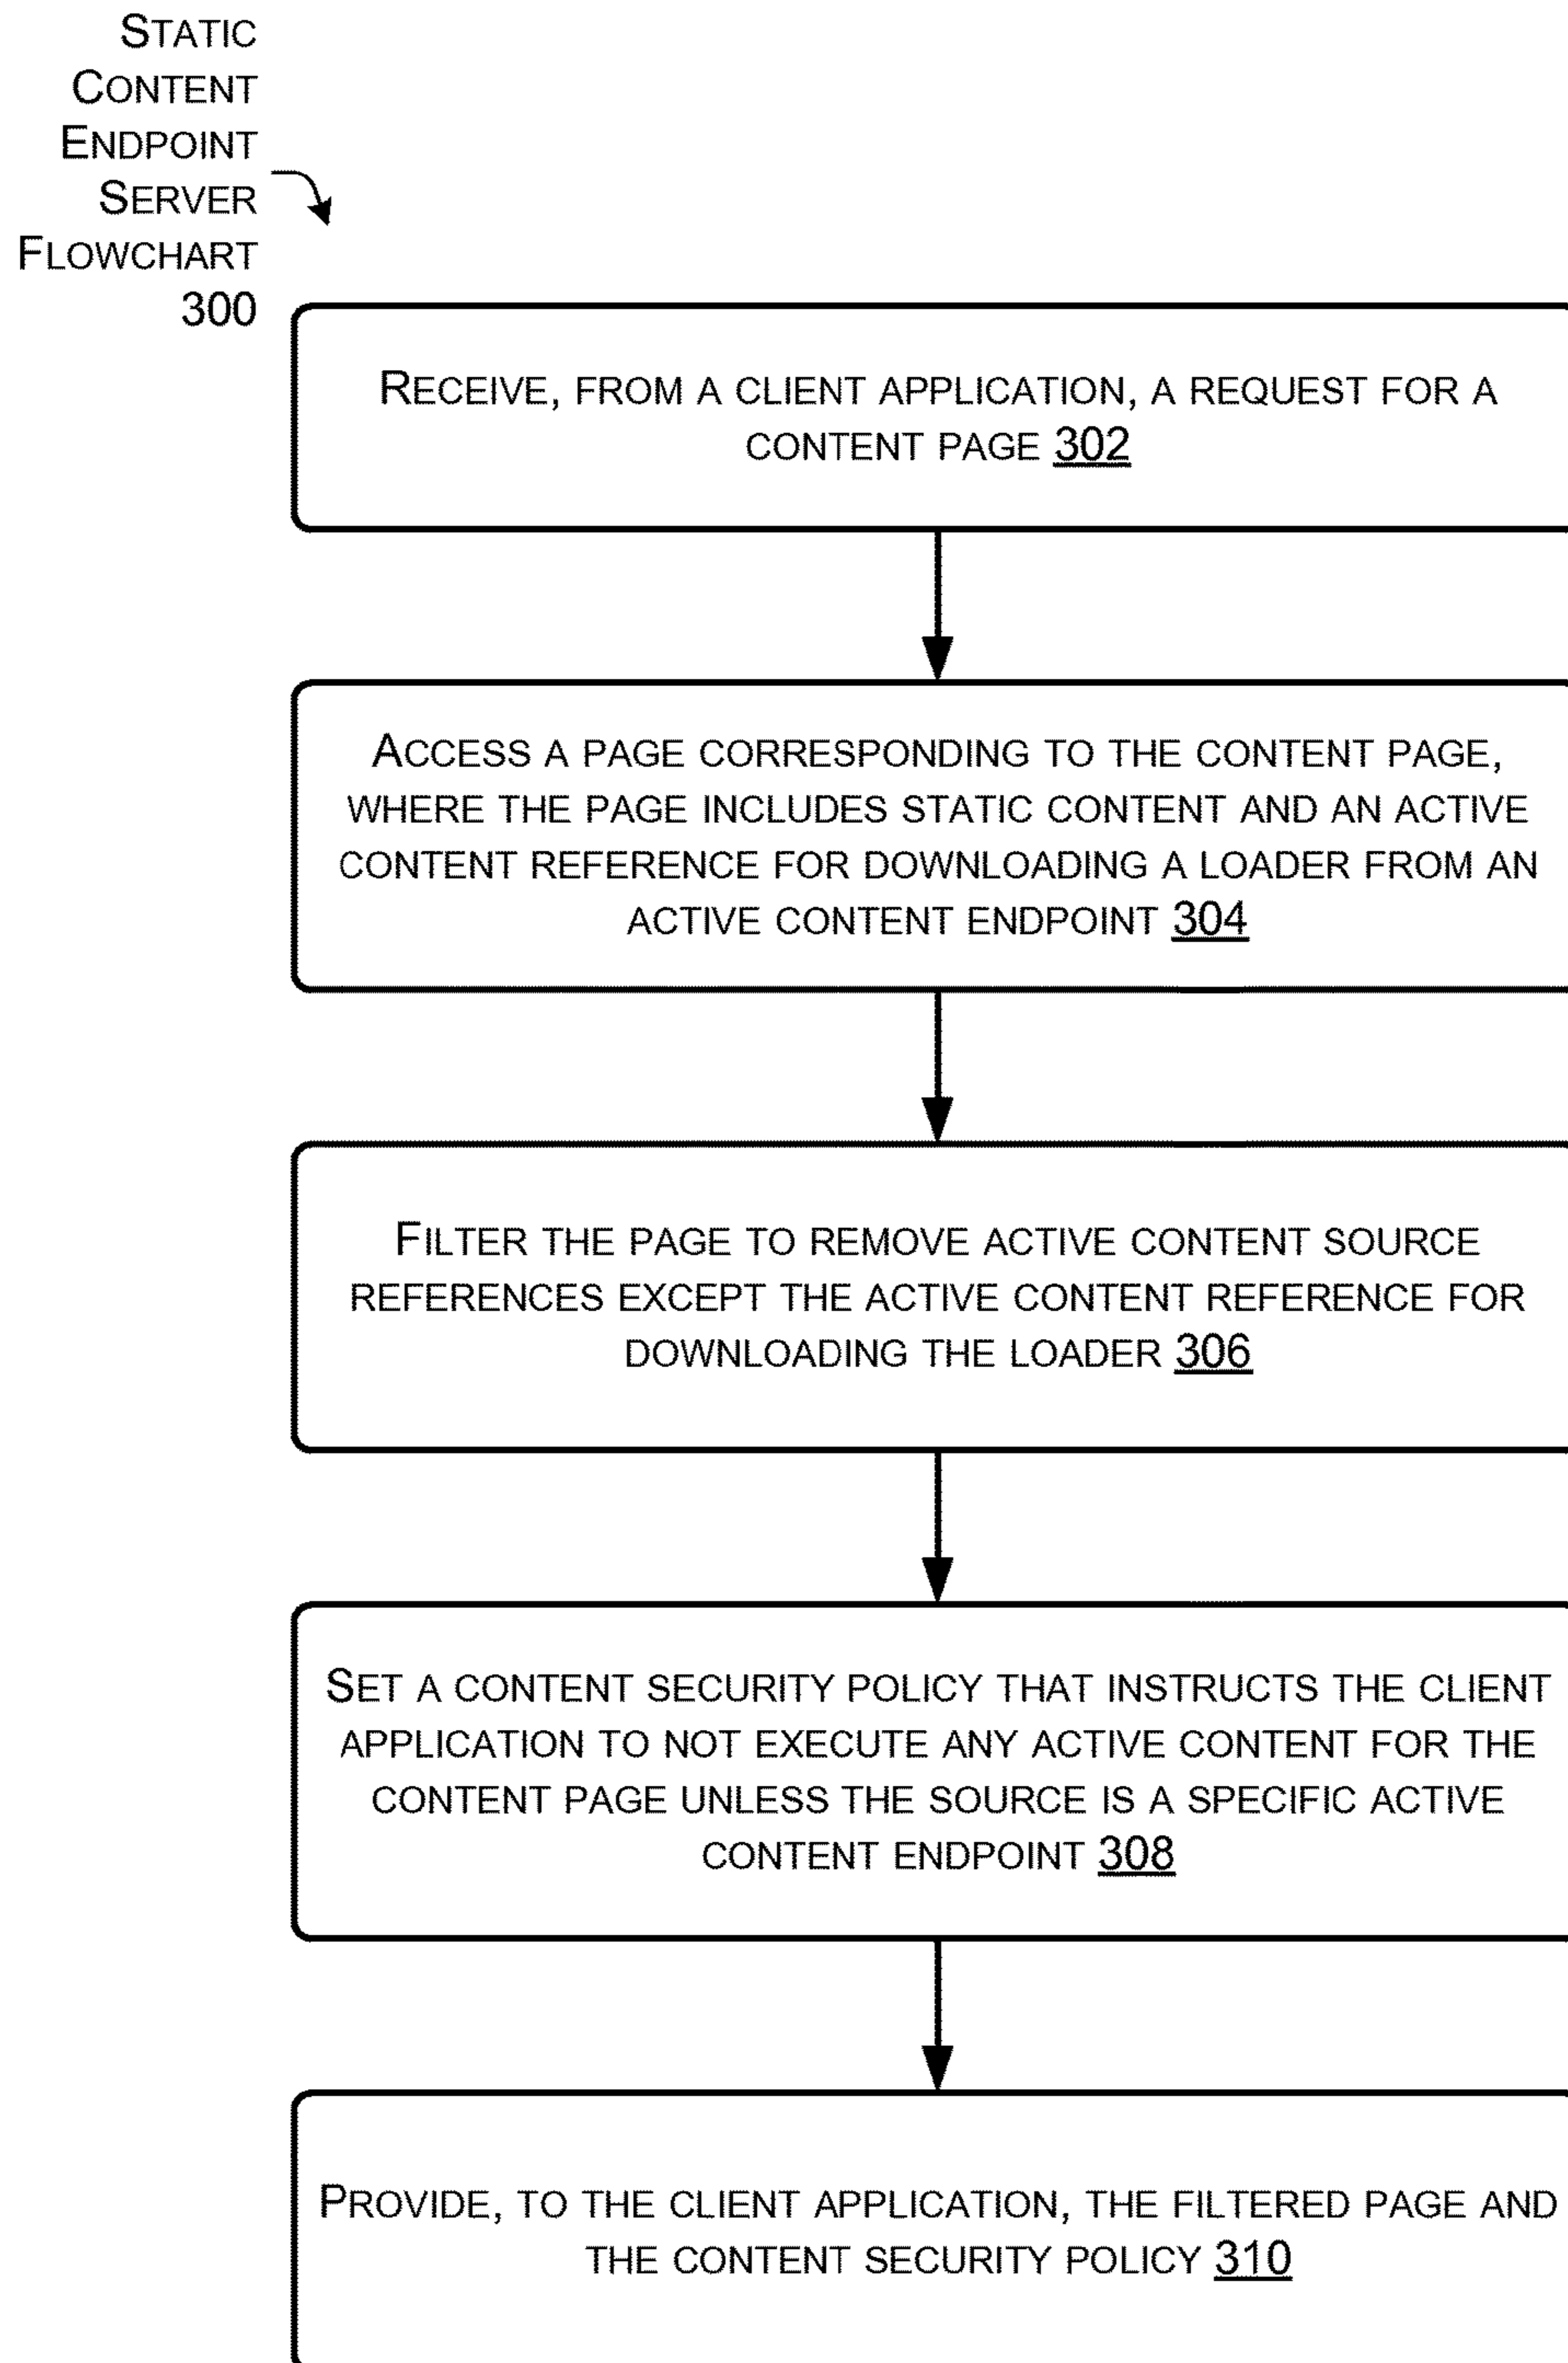 STATIC
CONTENT
ENDPOINT
SERVER
FLOWCHART
300
RECEIVE, FROM A CLIENT APPLICATION, A REQUEST FOR A
CONTENT PAGE 302
ACCESS A PAGE CORRESPONDING TO THE CONTENT PAGE,
WHERE THE PAGE INCLUDES STATIC CONTENT AND AN ACTIVE
CONTENT REFERENCE FOR DOWNLOADING A LOADER FROM AN
ACTIVE CONTENT ENDPOINT 304
FILTER THE PAGE TO REMOVE ACTIVE CONTENT SOURCE
REFERENCES EXCEPT THE ACTIVE CONTENT REFERENCE FOR
DOWNLOADING THE LOADER 306
SET A CONTENT SECURITY POLICY THAT INSTRUCTS THE CLIENT
APPLICATION TO NOT EXECUTE ANY ACTIVE CONTENT FOR THE
CONTENT PAGE UNLESS THE SOURCE IS A SPECIFIC ACTIVE
CONTENT ENDPOINT 308
PROVIDE, TO THE CLIENT APPLICATION, THE FILTERED PAGE AND
THE CONTENT SECURITY POLICY 310